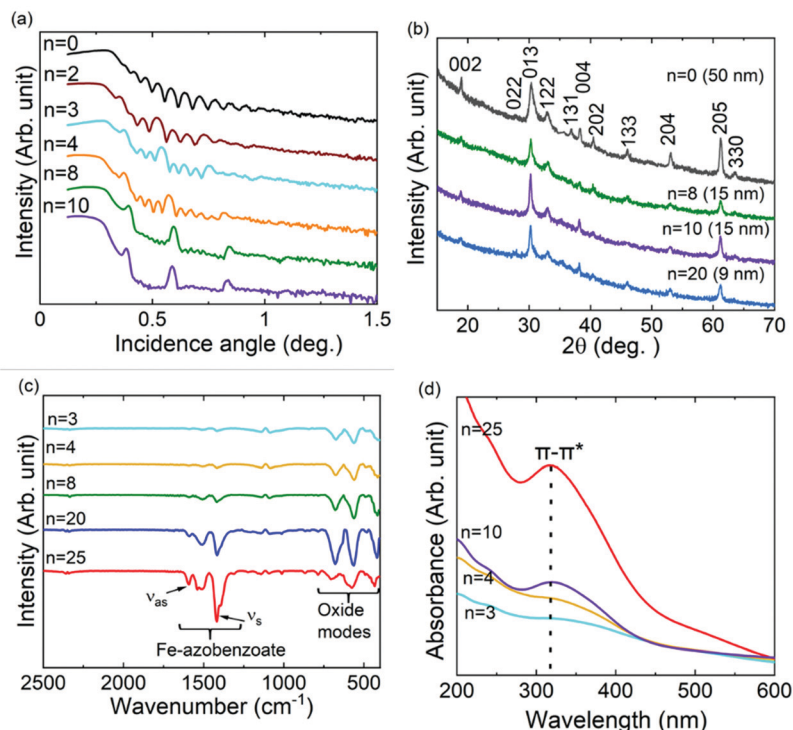 (a)
n=0
n=2
n=3
n=4
n=8
n=10
Intensity (Arb. unit)
0
0.5
1
1.5
Incidence angle (deg.)
(b)
002
022
013
122
131
004
202
133
204
205
330
n=0 (50 nm)
n=8 (15 nm)
n=10 (15 nm)
n=20 (9 nm)
Intensity (Arb. unit)
20
30
40
50
60
70
2θ (deg. )
(c)
n=3
n=4
n=8
n=20
n=25
νas
νs
Oxide
modes
Fe-azobenzoate
Intensity (Arb. unit)
2500
2000
1500
1000
500
Wavenumber (cm-1)
(d)
n=25
π-π*
n=10
n=4
n=3
Absorbance (Arb. unit)
200
300
400
500
600
Wavelength (nm)